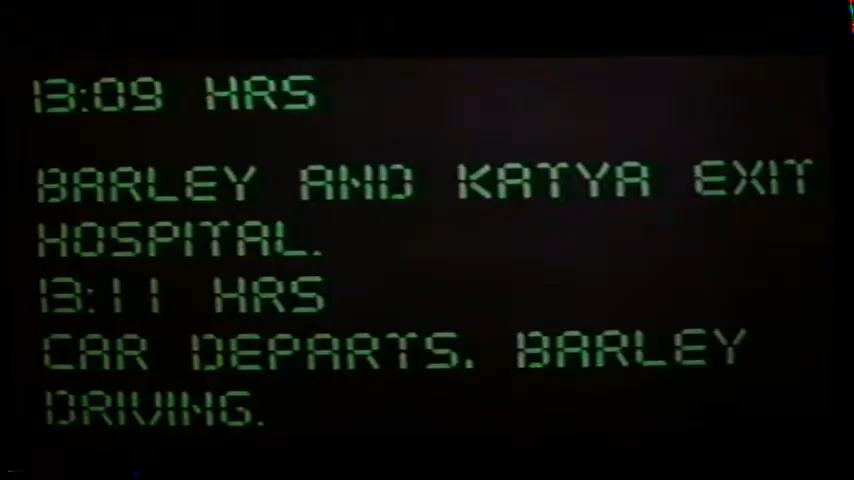 13:09 HRS
BARLEY AND KATYA EXIT
HOSPITAL.
13:11 HRS
CAR DEPARTS. BARLEY
DRIVING.